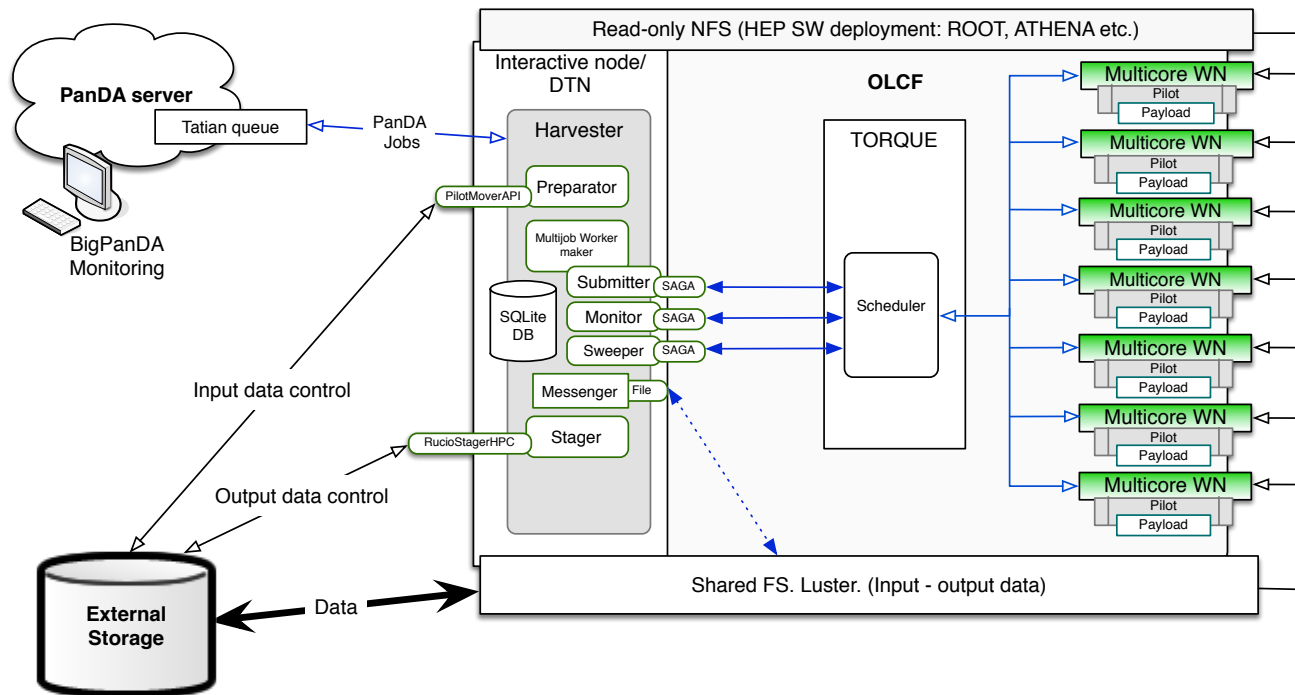 Read-only NFS (HEP SW deployment: ROOT, ATHENA etc.)
PanDA server
Tatian queue
BigPanDA
Monitoring
PanDA
Jobs
Interactive node/
DTN
Harvester
PilotMoverAPI
Preparator
Multijob Worker
maker
Submitter
SAGA
SQLite
DB
Monitor
SAGA
Sweeper
SAGA
Messenger
File
RucioStagerHPC
Stager
OLCF
TORQUE
Scheduler
Multicore WN
Pilot
Payload
Multicore WN
Pilot
Payload
Multicore WN
Pilot
Payload
Multicore WN
Pilot
Payload
Multicore WN
Pilot
Payload
Multicore WN
Pilot
Payload
Multicore WN
Pilot
Payload
Input data control
Output data control
External
Storage
Data
Shared FS. Luster. (Input - output data)